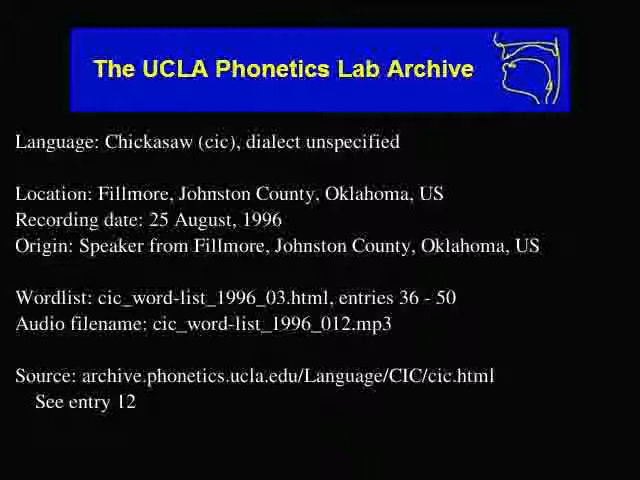 The UCLA Phonetics Lab Archive
Language: Chickasaw (cic), dialect unspecified
Location: Fillmore, Johnston County, Oklahoma, US
Recording date: 25 August, 1996
Origin: Speaker from Fillmore, Johnston County, Oklahoma, US
Wordlist: cic_word-list_1996_03.html, entries 36 - 50
Audio filename: cic_word-list_1996_012.mp3
Source: archive.phonetics.ucla.edu/Language/CIC/cic.html
See entry 12